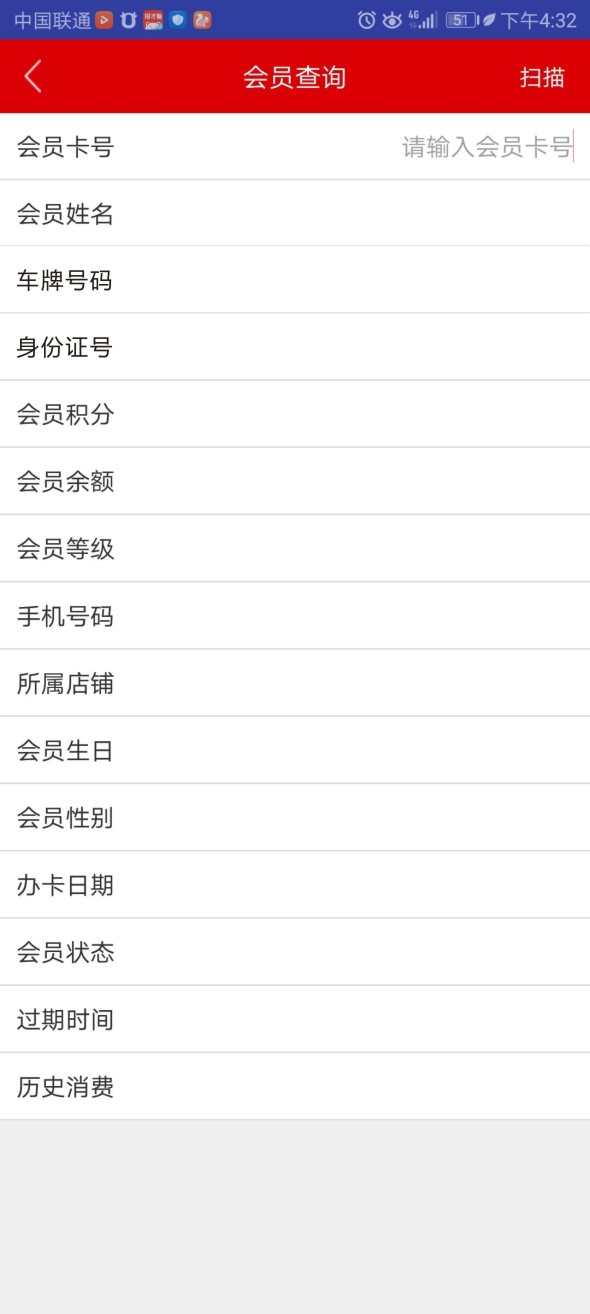 中国联通 4G 51 下午4:32
会员查询 扫描
会员卡号 请输入会员卡号
会员姓名
车牌号码
身份证号
会员积分
会员余额
会员等级
手机号码
所属店铺
会员生日
会员性别
办卡日期
会员状态
过期时间
历史消费